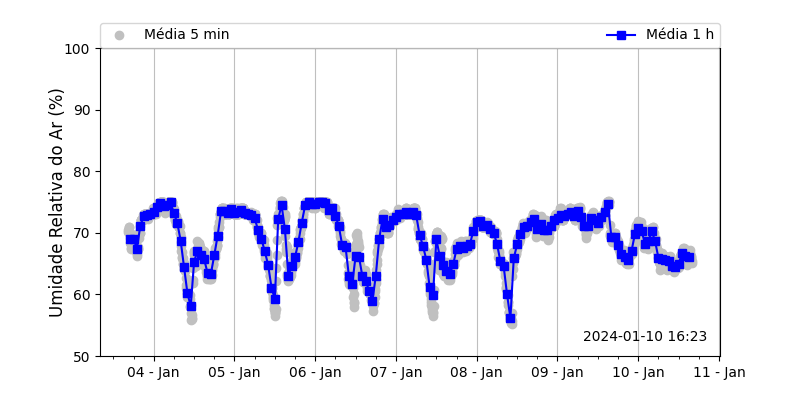 Média 5 min
Média 1 h
Umidade Relativa do Ar (%)
100
90
80
70
60
50
2024-01-10 16:23
04 - Jan
05 - Jan
06 - Jan
07 - Jan
08 - Jan
09 - Jan
10 - Jan
11 - Jan